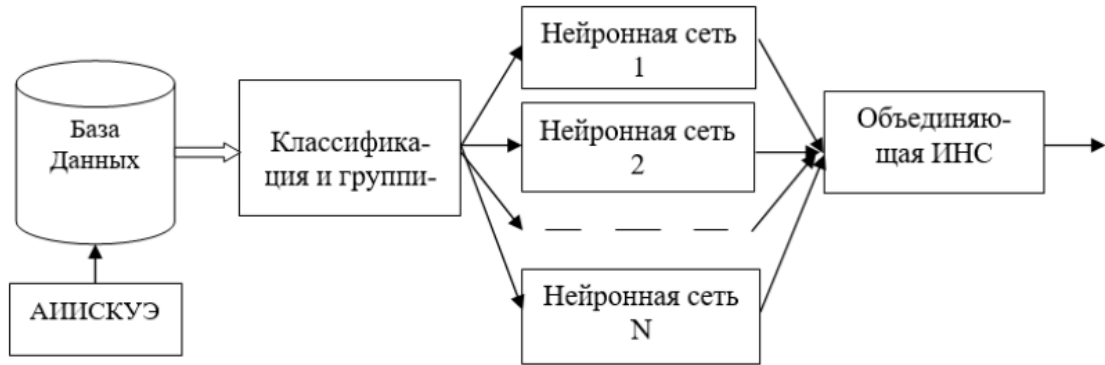 База
Данных
АИИСКУЭ
Классифика-
ция и группи-
Нейронная сеть
1
Нейронная сеть
2
Нейронная сеть
N
Объединяю-
щая ИНС